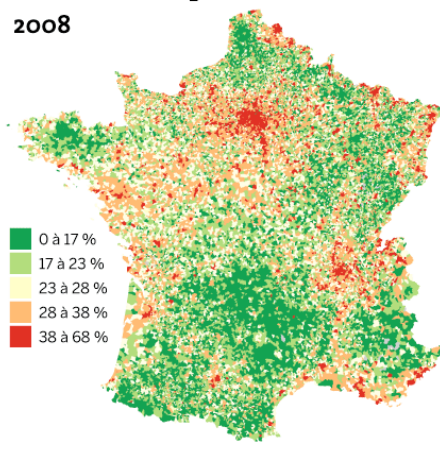 2008
0 à 17 %
17 à 23 %
23 à 28 %
28 à 38 %
38 à 68 %